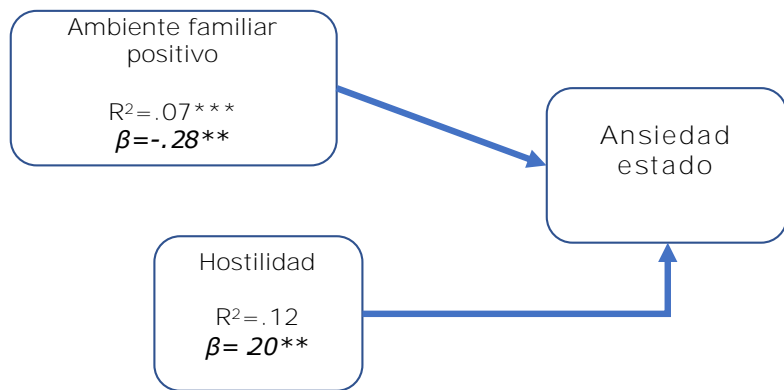 Ambiente familiar
positivo
R²=.07***
β=-.28**
Ansiedad
estado
Hostilidad
R²=.12
β=.20**